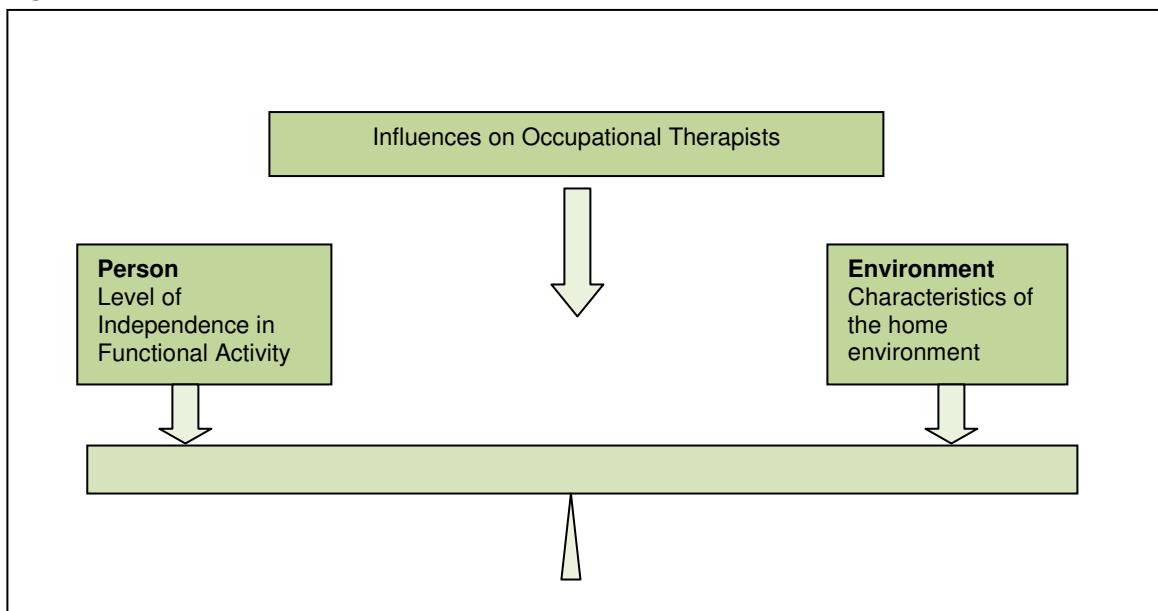 Influences on Occupational Therapists
Person
Level of
Independence in
Functional Activity
Environment
Characteristics of
the home
environment